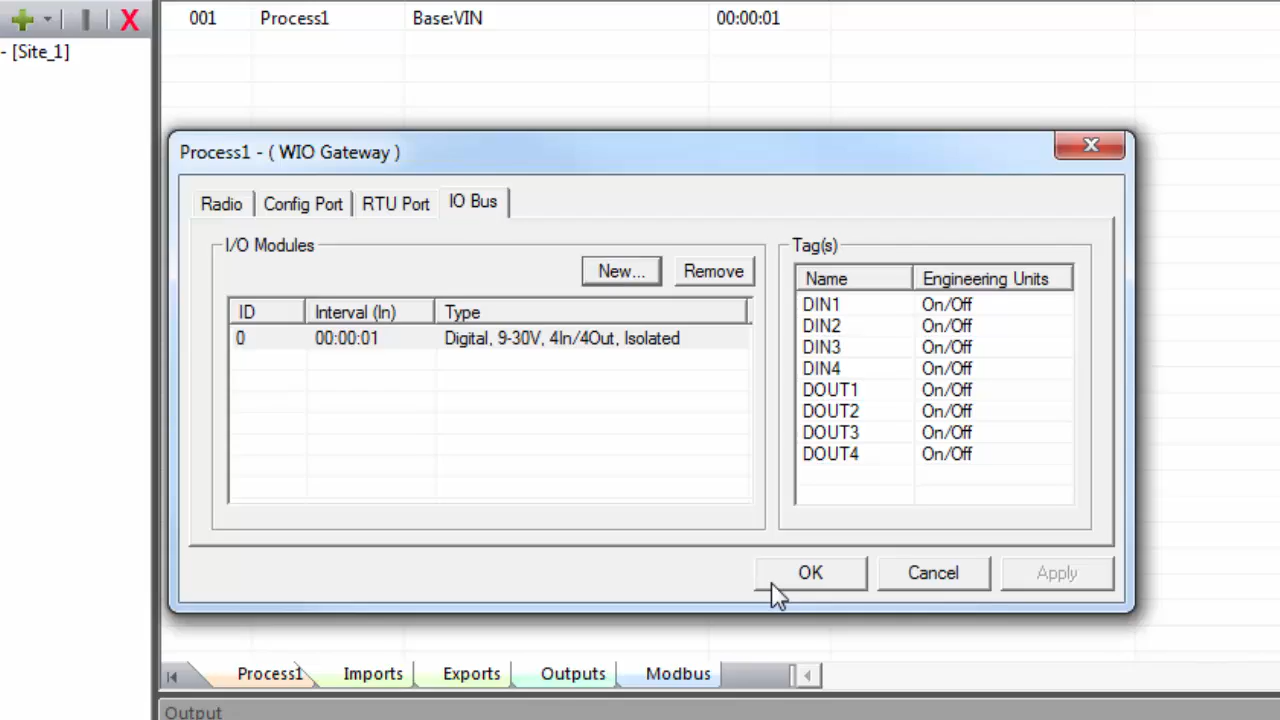 001 Process1 Base:VIN 00:00:01
- [Site_1]
Process1 - ( WIO Gateway )
Radio Config Port RTU Port IO Bus
I/O Modules
New... Remove
ID Interval (In) Type
0 00:00:01 Digital, 9-30V, 4In/4Out, Isolated
Tag(s)
Name Engineering Units
DIN1 On/Off
DIN2 On/Off
DIN3 On/Off
DIN4 On/Off
DOUT1 On/Off
DOUT2 On/Off
DOUT3 On/Off
DOUT4 On/Off
OK Cancel Apply
Process1 Imports Exports Outputs Modbus
Output